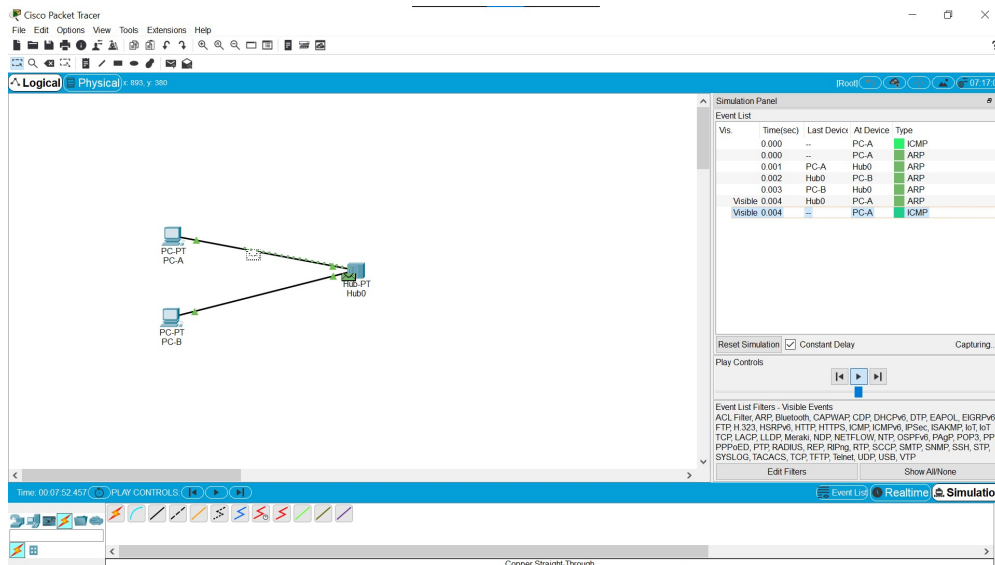 Cisco Packet Tracer
File Edit Options View Tools Extensions Help
Logical Physical x: 893, y: 380 [Root] 07:17:0
Simulation Panel
Event List
Vis. Time(sec) Last Device At Device Type
0.000 -- PC-A ICMP
0.000 -- PC-A ARP
0.001 PC-A Hub0 ARP
0.002 Hub0 PC-B ARP
0.003 PC-B Hub0 ARP
Visible 0.004 Hub0 PC-A ARP
Visible 0.004 -- PC-A ICMP
PC-PT
PC-A
Hub-PT
Hub0
PC-PT
PC-B
Reset Simulation Constant Delay Capturing..
Play Controls
Event List Filters - Visible Events
ACL Filter, ARP, Bluetooth, CAPWAP, CDP, DHCPv6, DTP, EAPOL, EIGRPv6
FTP, H.323, HSRPv6, HTTP, HTTPS, ICMP, ICMPv6, IPSec, ISAKMP, IoT, IoT
TCP, LACP, LLDP, Meraki, NDP, NETFLOW, NTP, OSPFv6, PAgP, POP3, PP
PPPoED, PTP, RADIUS, REP, RIPng, RTP, SCCP, SMTP, SNMP, SSH, STP,
SYSLOG, TACACS, TCP, TFTP, Telnet, UDP, USB, VTP
Edit Filters Show All/None
Time: 00:07:52.457 PLAY CONTROLS: Event List Realtime Simulatio
Copper Straight-Through